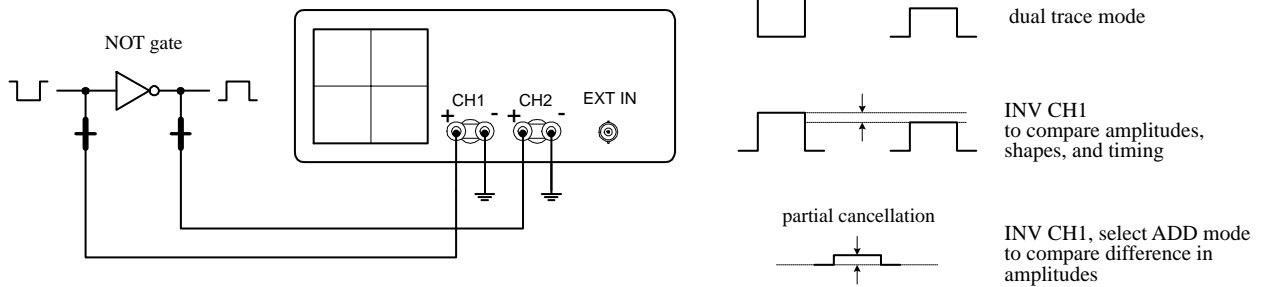 NOT gate
CH1
CH2
EXT IN
+
-
+
-
dual trace mode
INV CH1
to compare amplitudes,
shapes, and timing
partial cancellation
INV CH1, select ADD mode
to compare difference in
amplitudes